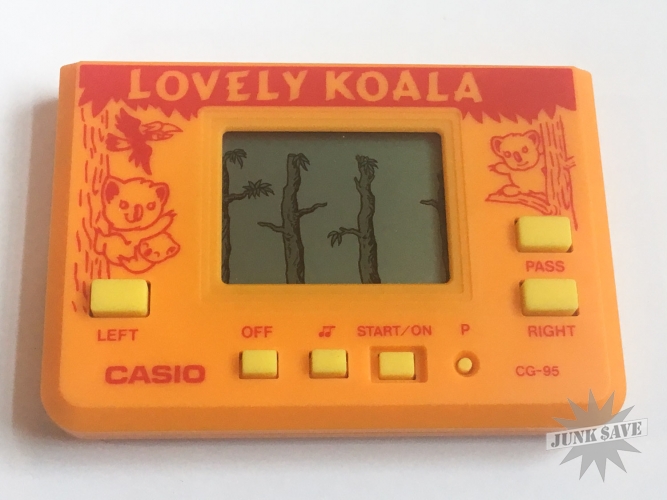 LOVELY KOALA
PASS
LEFT
OFF
START/ON
P
RIGHT
CASIO
CG-95
JUNK SAVE